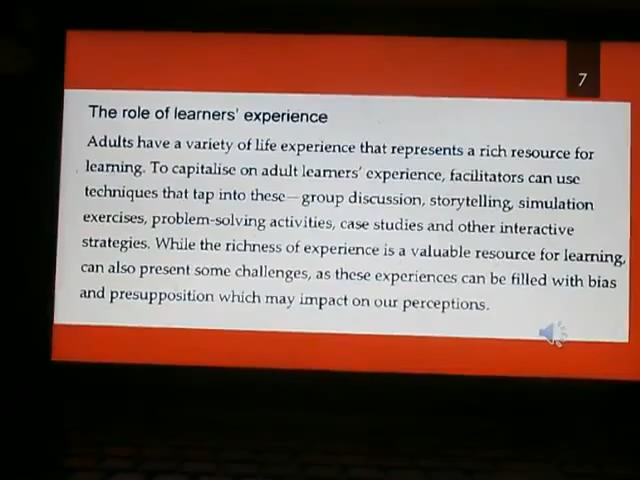 7
The role of learners' experience
Adults have a variety of life experience that represents a rich resource for
learning. To capitalise on adult learners' experience, facilitators can use
techniques that tap into these—group discussion, storytelling, simulation
exercises, problem-solving activities, case studies and other interactive
strategies. While the richness of experience is a valuable resource for learning,
can also present some challenges, as these experiences can be filled with bias
and presupposition which may impact on our perceptions.